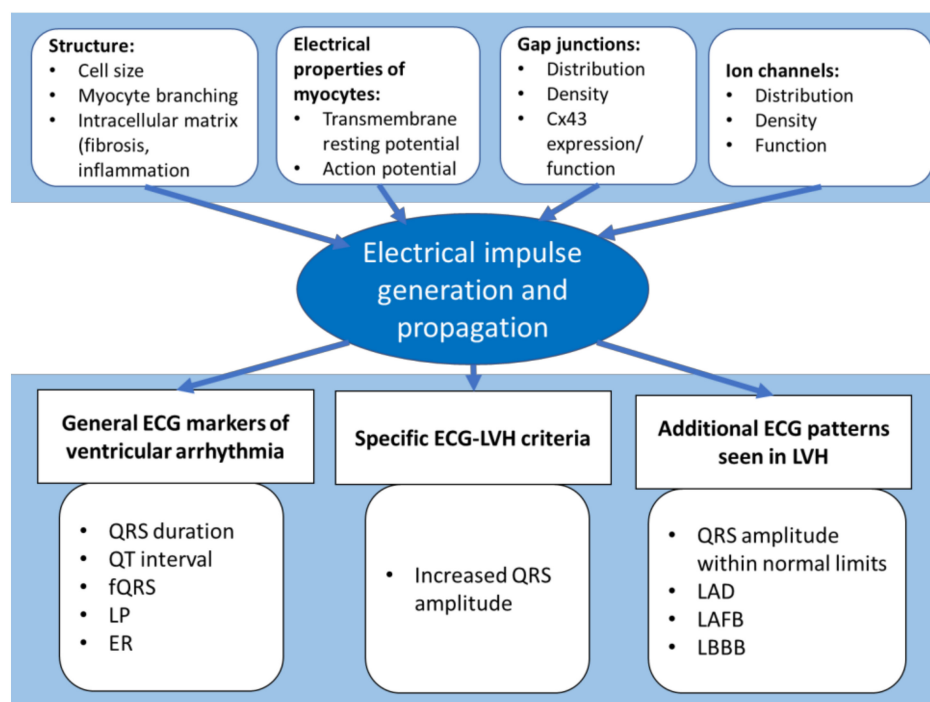 Structure:
• Cell size
• Myocyte branching
• Intracellular matrix
(fibrosis,
inflammation
Electrical
properties of
myocytes:
• Transmembrane
resting potential
• Action potential
Gap junctions:
• Distribution
• Density
• Cx43
expression/
function
Ion channels:
• Distribution
• Density
• Function
Electrical impulse
generation and
propagation
General ECG markers of
ventricular arrhythmia
• QRS duration
• QT interval
• fQRS
• LP
• ER
Specific ECG-LVH criteria
• Increased QRS
amplitude
Additional ECG patterns
seen in LVH
• QRS amplitude
within normal limits
• LAD
• LAFB
• LBBB